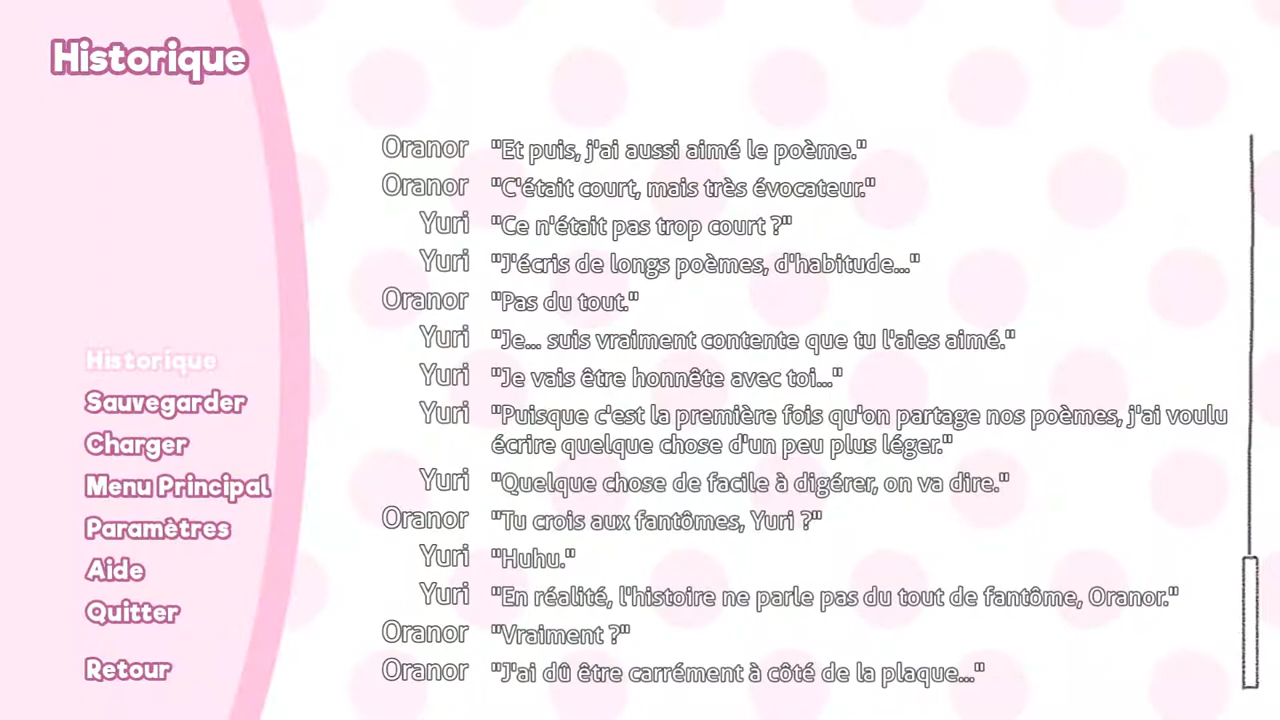 Historique
Oranor "Et puis, j'ai aussi aimé le poème."
Oranor "C'était court, mais très évocateur."
Yuri "Ce n'était pas trop court ?"
Yuri "J'écris de longs poèmes, d'habitude..."
Oranor "Pas du tout."
Yuri "Je... suis vraiment contente que tu l'aies aimé."
Yuri "Je vais être honnête avec toi..."
Yuri "Puisque c'est la première fois qu'on partage nos poèmes, j'ai voulu
écrire quelque chose d'un peu plus léger."
Yuri "Quelque chose de facile à digérer, on va dire."
Oranor "Tu crois aux fantômes, Yuri ?"
Yuri "Huhu."
Yuri "En réalité, l'histoire ne parle pas du tout de fantôme, Oranor."
Oranor "Vraiment ?"
Oranor "J'ai dû être carrément à côté de la plaque..."
Historique
Sauvegarder
Charger
Menu Principal
Paramètres
Aide
Quitter
Retour